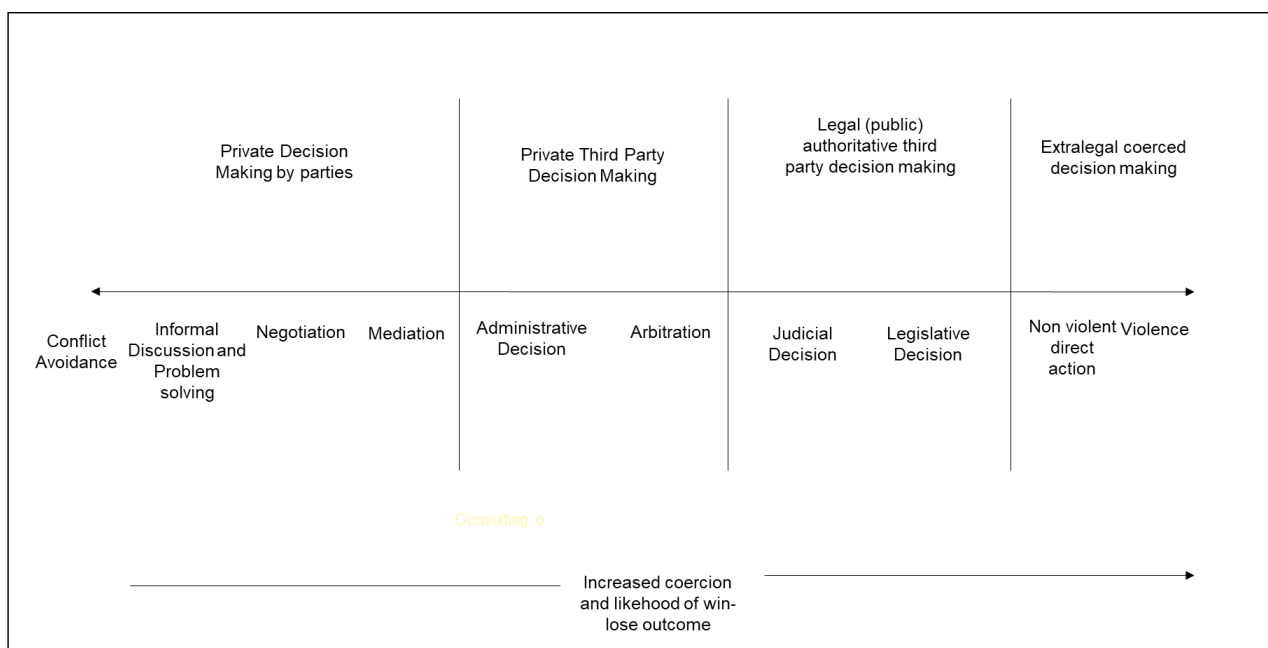 Private Decision
Making by parties
Private Third Party
Decision Making
Legal (public)
authoritative third
party decision making
Extralegal coerced
decision making
Conflict
Avoidance
Informal
Discussion and
Problem
solving
Negotiation
Mediation
Administrative
Decision
Arbitration
Judicial
Decision
Legislative
Decision
Non violent
direct
action
Violence
Consulting o
Increased coercion
and likehood of win-
lose outcome